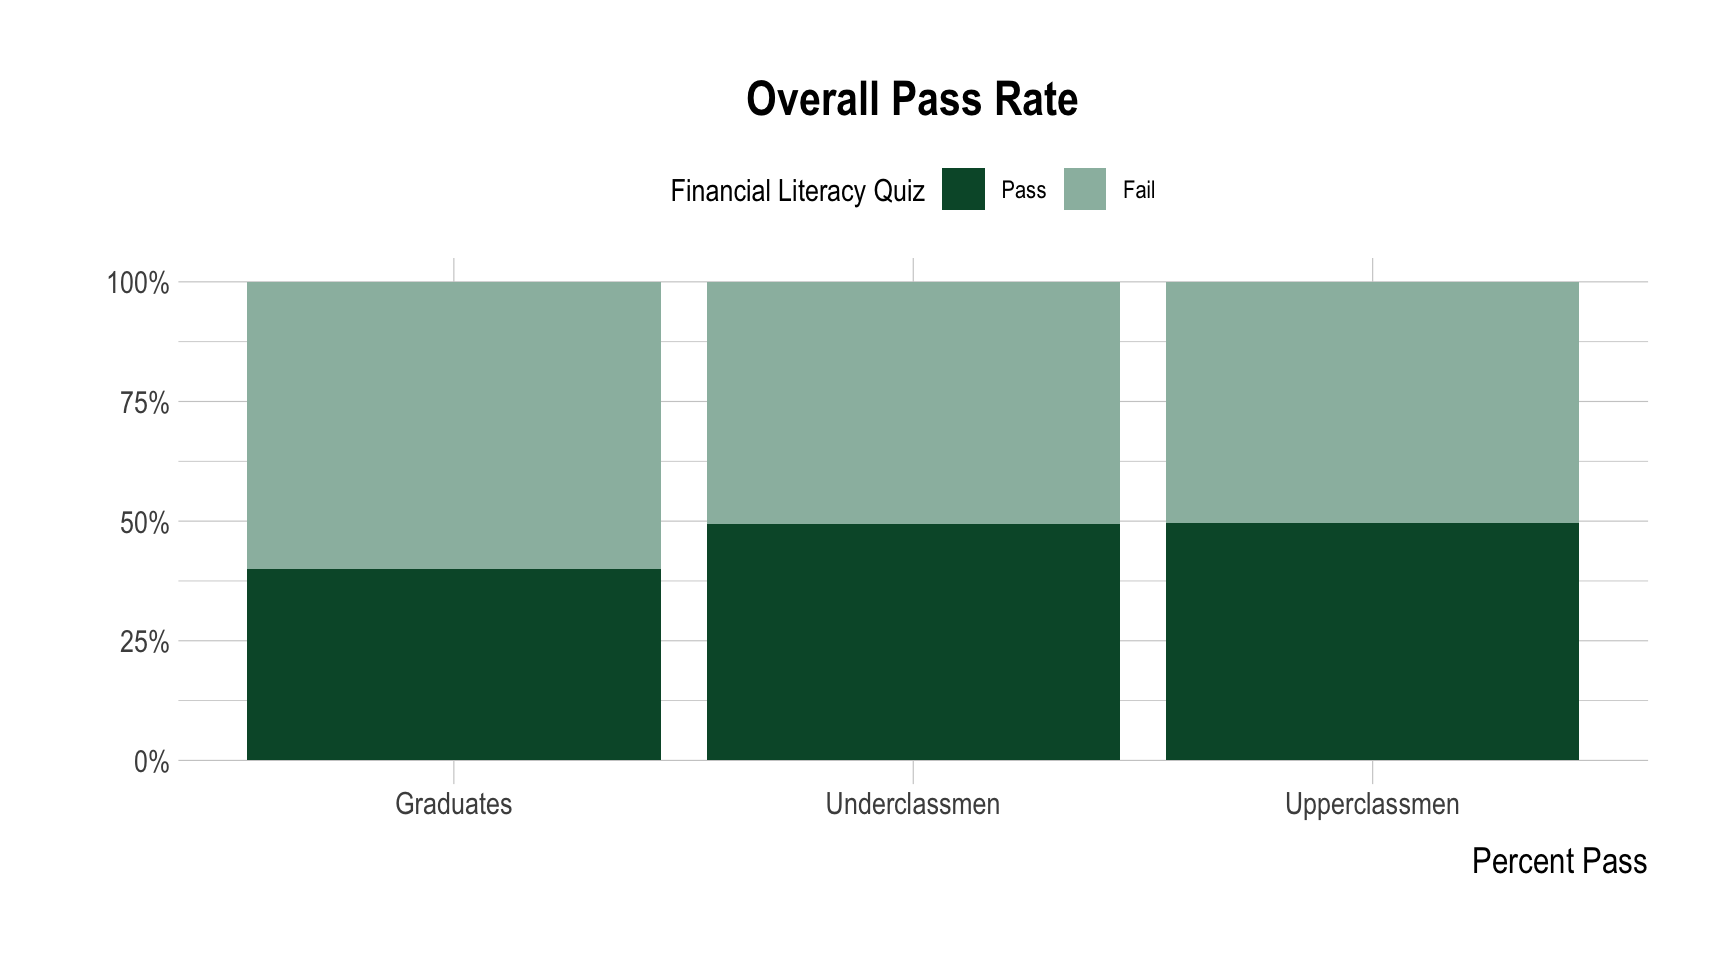 Overall Pass Rate
Financial Literacy Quiz Pass Fail
100%
75%
50%
25%
0%
Graduates Underclassmen Upperclassmen
Percent Pass